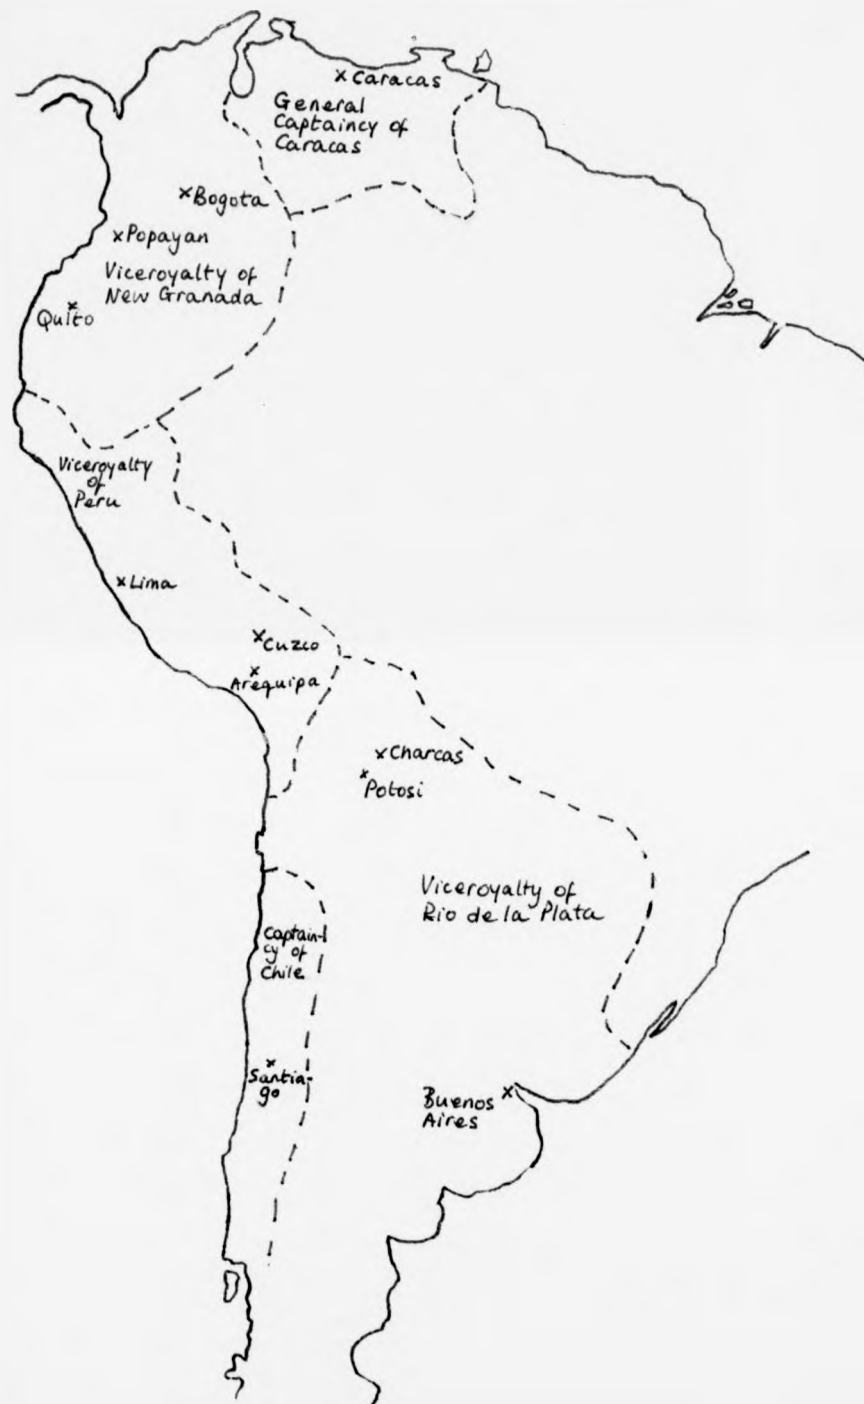 x Caracas
General
Captaincy of
Caracas
x Bogota
x Popayan
Viceroyalty of
New Granada
x
Quito
Viceroyalty
of
Peru
x Lima
x Cuzco
x
Arequipa
x Charcas
x
Potosi
Viceroyalty of
Rio de la Plata
Captain-
cy of
Chile
x
Santia-
go
Buenos x
Aires